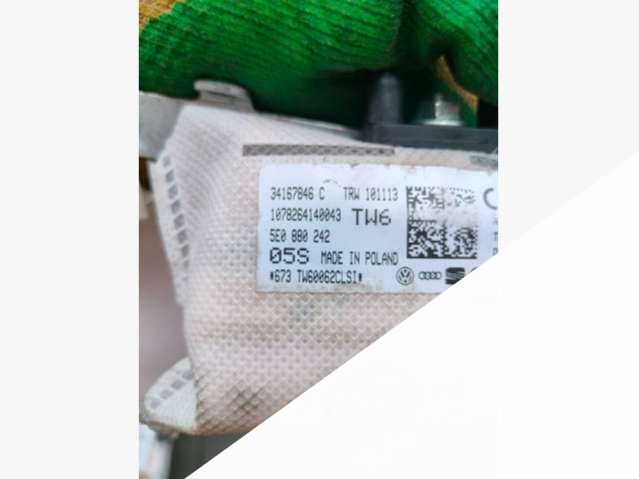 34167846 C TRW 101113
1078264140043 TW6
5E0 880 242
05S MADE IN POLAND
*673 TW60062CLSI*